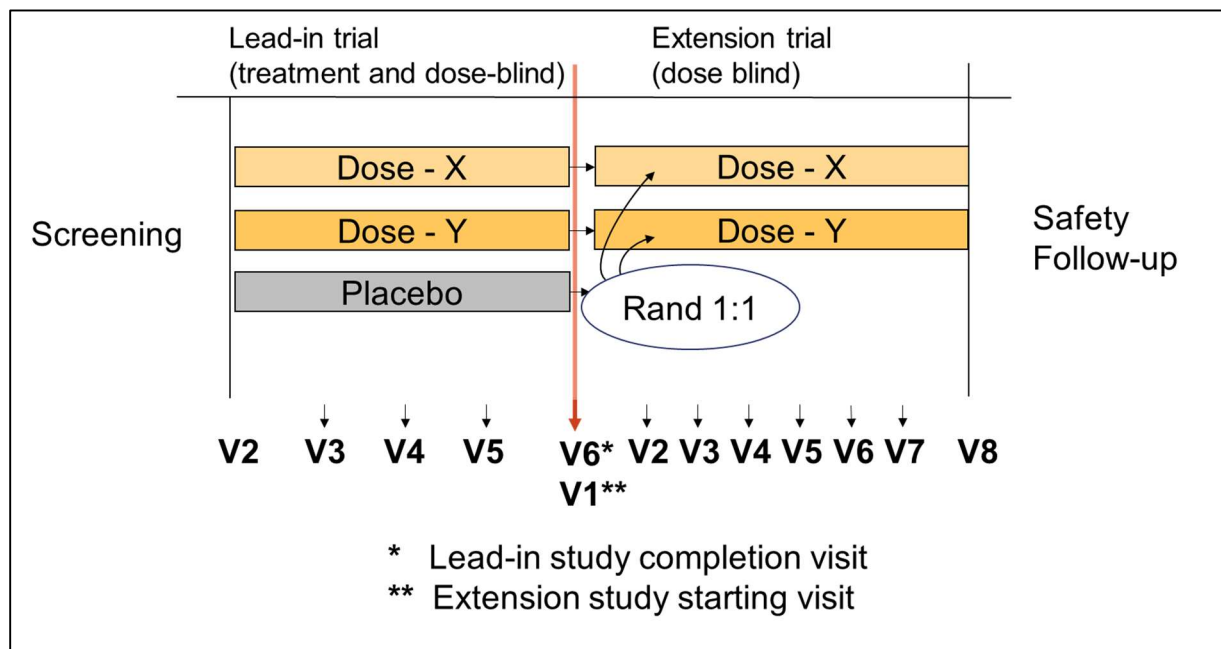 Lead-in trial
(treatment and dose-blind)
Extension trial
(dose blind)
Screening
Dose - X
Dose - X
Dose - Y
Dose - Y
Placebo
Rand 1:1
Safety
Follow-up
V2 V3 V4 V5 V6* V2 V3 V4 V5 V6 V7 V8
V1**
* Lead-in study completion visit
** Extension study starting visit